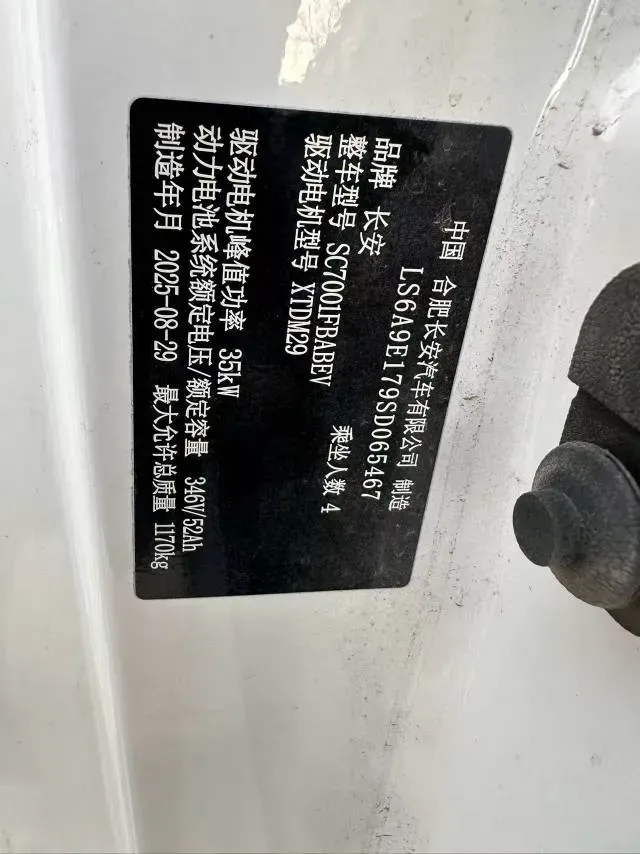 中国 合肥长安汽车有限公司 制造
LS6A9E179SD065467
品牌 长安
整车型号 SC7001FBABEV 乘坐人数 4
驱动电机型号 XTDM29
驱动电机峰值功率 35kW
动力电池系统额定电压/额定容量 346V/52Ah
制造年月 2025-08-29 最大允许总质量 1170kg